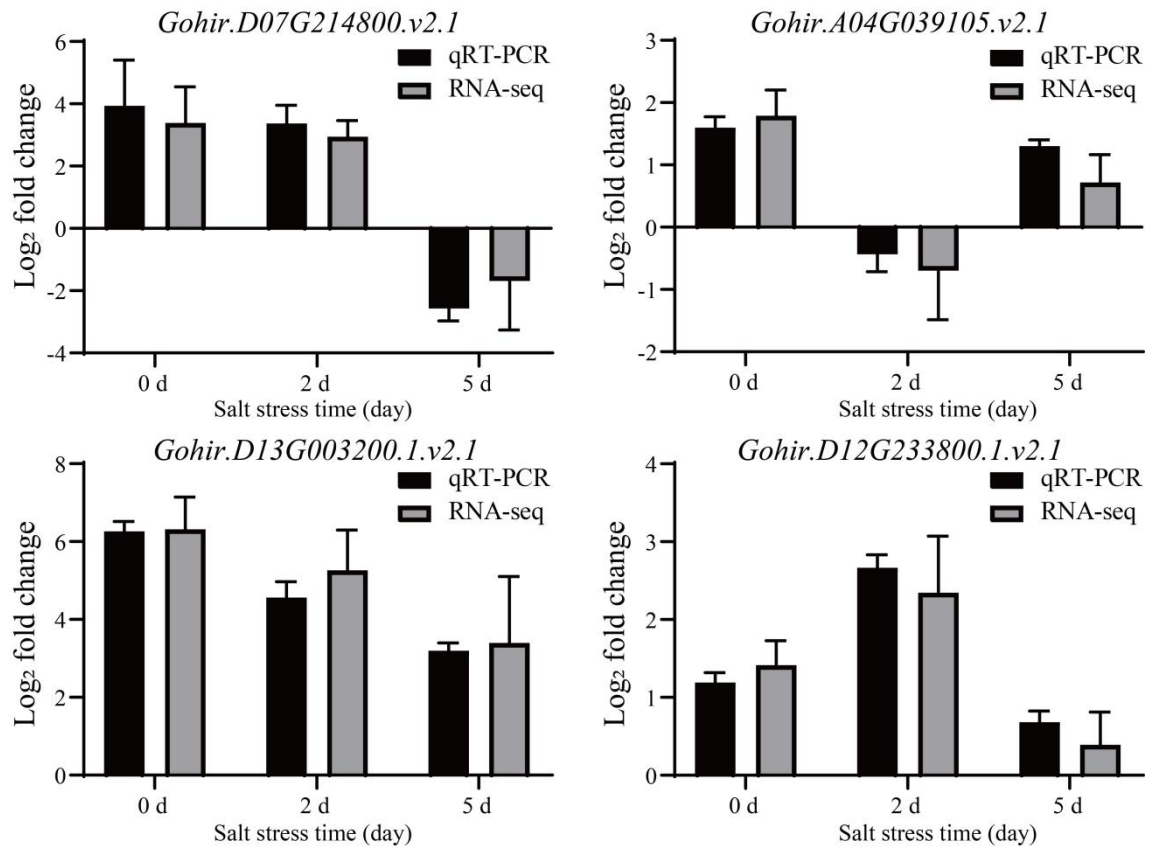 Gohir.D07G214800.v2.1
qRT-PCR
RNA-seq
Log₂ fold change
6
4
2
0
-2
-4
0 d
2 d
5 d
Salt stress time (day)
Gohir.A04G039105.v2.1
qRT-PCR
RNA-seq
Log₂ fold change
3
2
1
0
-1
-2
0 d
2 d
5 d
Salt stress time (day)
Gohir.D13G003200.1.v2.1
qRT-PCR
RNA-seq
Log₂ fold change
8
6
4
2
0
0 d
2 d
5 d
Salt stress time (day)
Gohir.D12G233800.1.v2.1
qRT-PCR
RNA-seq
Log₂ fold change
4
3
2
1
0
0 d
2 d
5 d
Salt stress time (day)